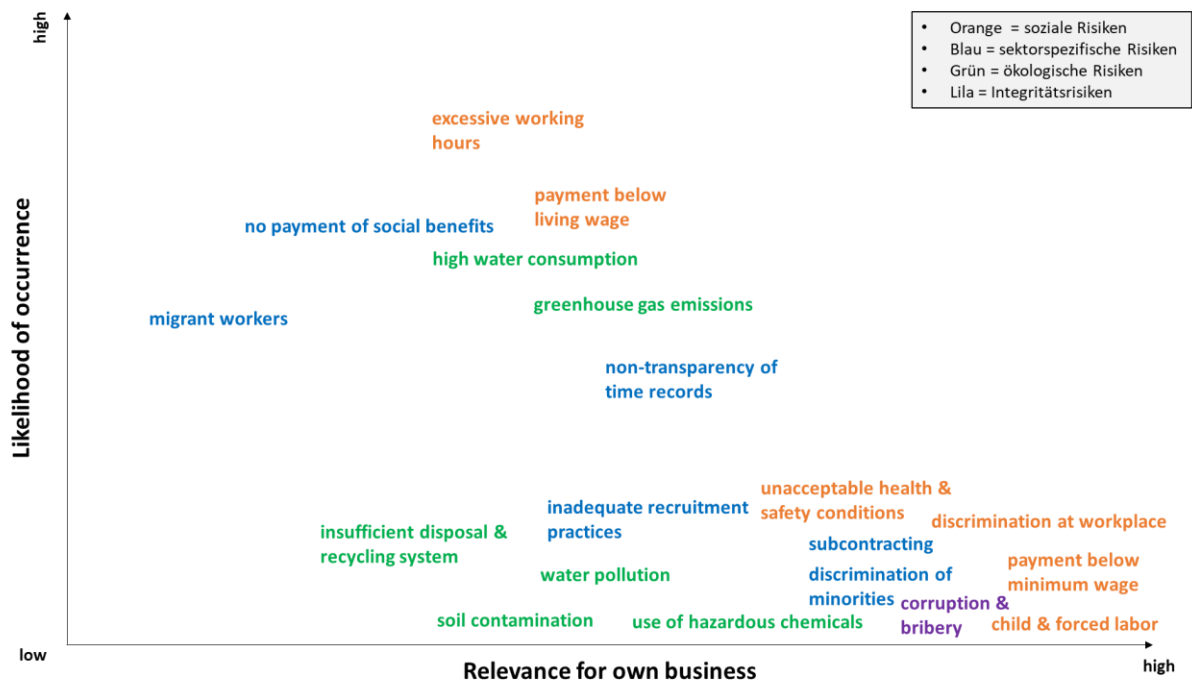 high
• Orange = soziale Risiken
• Blau = sektorspezifische Risiken
• Grün = ökologische Risiken
• Lila = Integritätsrisiken
excessive working
hours
payment below
living wage
no payment of social benefits
high water consumption
greenhouse gas emissions
migrant workers
non-transparency of
time records
Likelihood of occurrence
unacceptable health &
safety conditions
inadequate recruitment
practices
discrimination at workplace
insufficient disposal &
recycling system
subcontracting
payment below
minimum wage
water pollution
discrimination of
minorities
corruption &
bribery
soil contamination
use of hazardous chemicals
child & forced labor
low
Relevance for own business
high